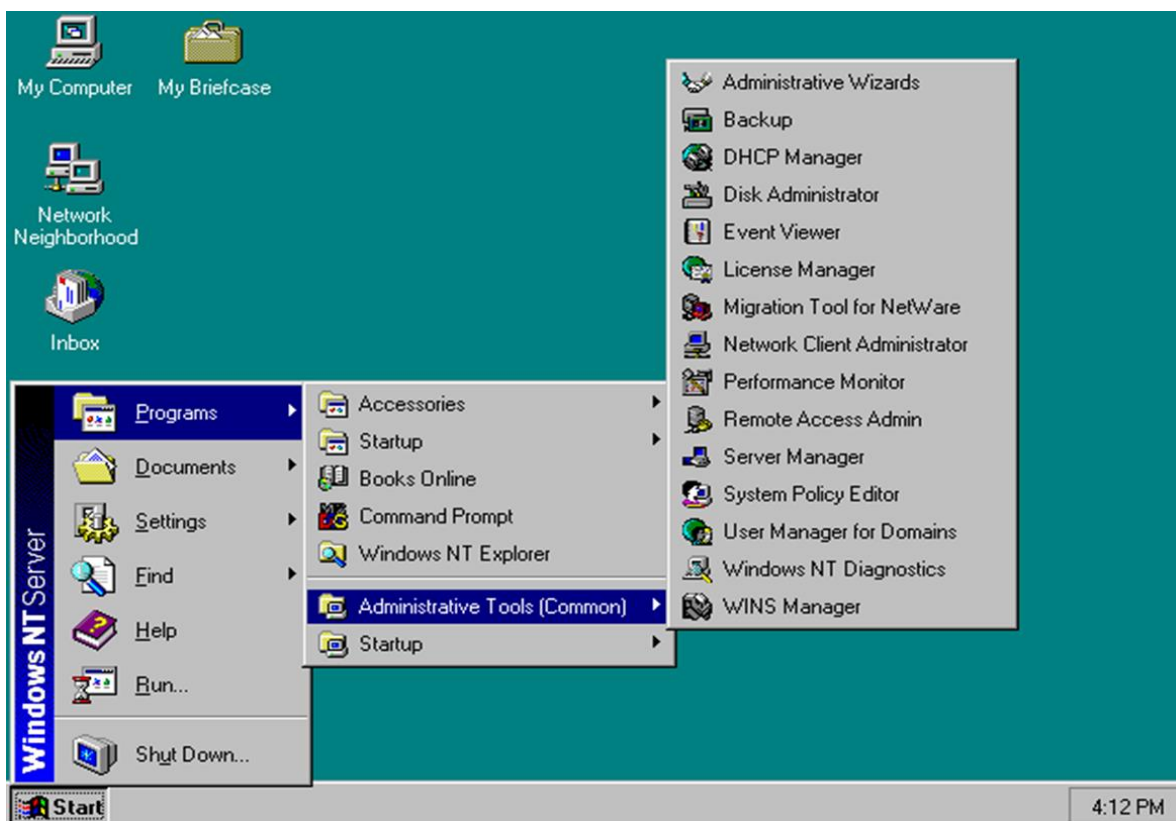 My Computer
My Briefcase
Network
Neighborhood
Inbox
Windows NT Server
Programs
Documents
Settings
Find
Help
Run...
Shut Down...
Accessories
Startup
Books Online
Command Prompt
Windows NT Explorer
Administrative Tools (Common)
Startup
Administrative Wizards
Backup
DHCP Manager
Disk Administrator
Event Viewer
License Manager
Migration Tool for NetWare
Network Client Administrator
Performance Monitor
Remote Access Admin
Server Manager
System Policy Editor
User Manager for Domains
Windows NT Diagnostics
WINS Manager
Start
4:12 PM